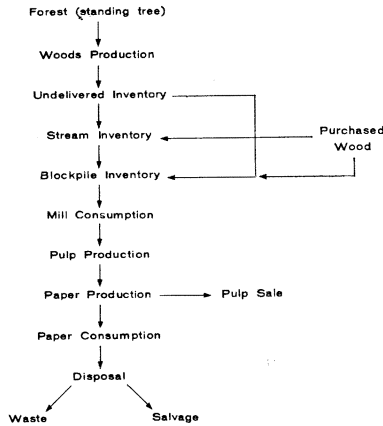 Forest (standing tree)
Woods Production
Undelivered Inventory
Stream Inventory
Purchased
Wood
Blockpile Inventory
Mill Consumption
Pulp Production
Paper Production
Pulp Sale
Paper Consumption
Disposal
Waste
Salvage